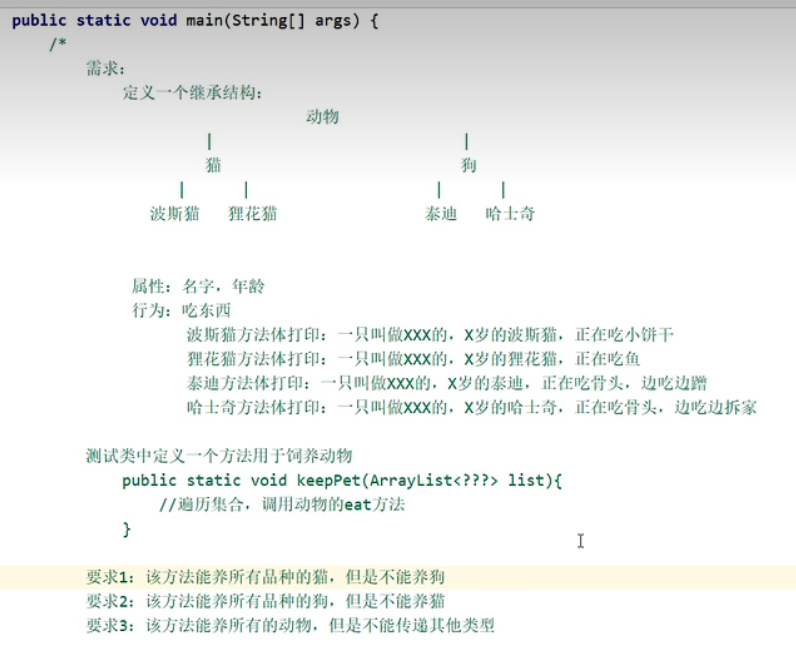 public static void main(String[] args) {
/*
需求:
定义一个继承结构:
动物
| |
猫 狗
| | | |
波斯猫 狸花猫 泰迪 哈士奇
属性: 名字, 年龄
行为: 吃东西
波斯猫方法体打印: 一只叫做XXX的, X岁的波斯猫, 正在吃小饼干
狸花猫方法体打印: 一只叫做XXX的, X岁的狸花猫, 正在吃鱼
泰迪方法体打印: 一只叫做XXX的, X岁的泰迪, 正在吃骨头, 边吃边蹭
哈士奇方法体打印: 一只叫做XXX的, X岁的哈士奇, 正在吃骨头, 边吃边拆家
测试类中定义一个方法用于饲养动物
public static void keepPet(ArrayList<???> list){
//遍历集合, 调用动物的eat方法
}
要求1: 该方法能养所有品种的猫, 但是不能养狗
要求2: 该方法能养所有品种的狗, 但是不能养猫
要求3: 该方法能养所有的动物, 但是不能传递其他类型